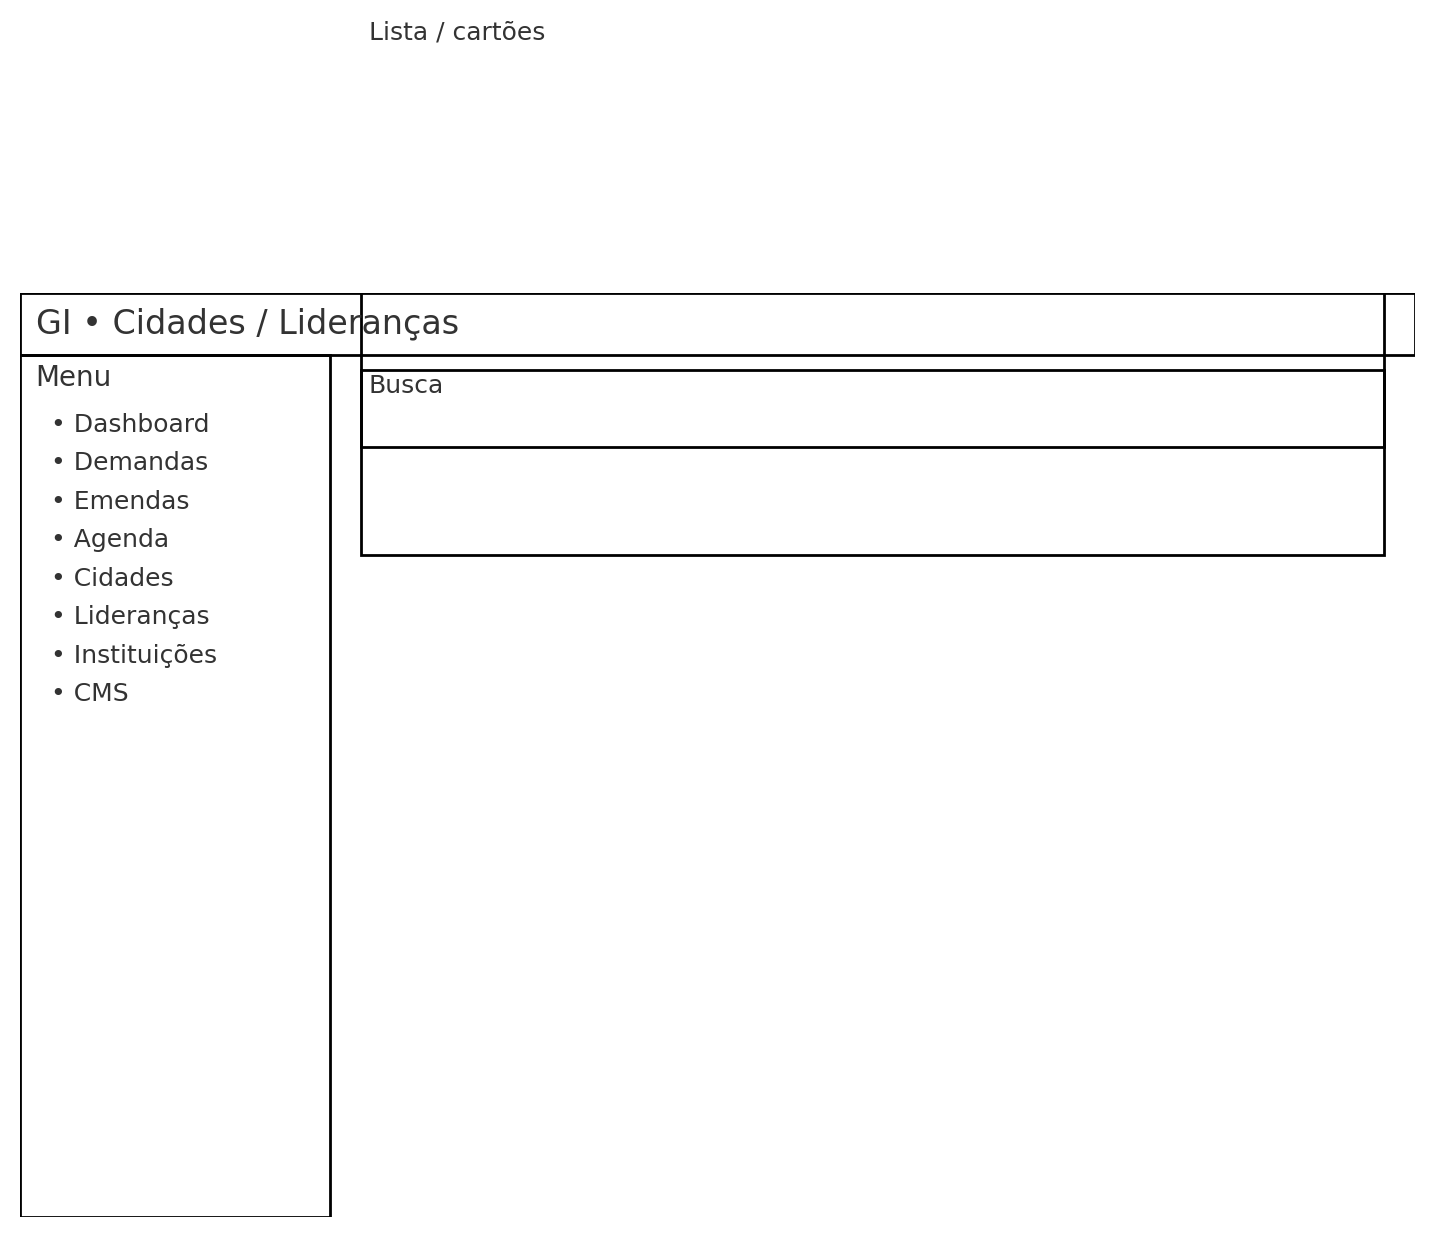 Lista / cartões
GI • Cidades / Lideranças
Menu
Busca
• Dashboard
• Demandas
• Emendas
• Agenda
• Cidades
• Lideranças
• Instituições
• CMS